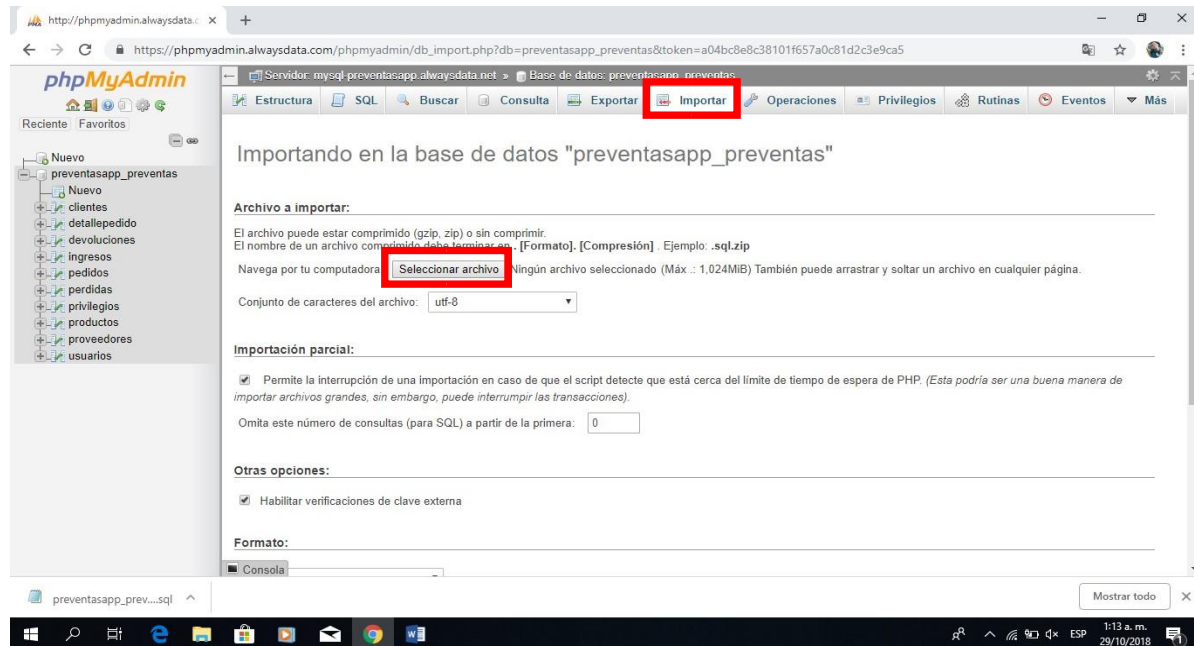 http://phpmyadmin.alwaysdata.c
https://phpmyadmin.alwaysdata.com/phpmyadmin/db_import.php?db=preventasapp_preventas&token=a04bc8e8c38101f657a0c81d2c3e9ca5
phpMyAdmin
Reciente Favoritos
Nuevo
preventasapp_preventas
Nuevo
clientes
detallepedido
devoluciones
ingresos
pedidos
perdidas
privilegios
productos
proveedores
usuarios
Servidor: mysql-preventasapp.alwaysdata.net » Base de datos: preventasapp_preventas
Estructura SQL Buscar Consulta Exportar Importar Operaciones Privilegios Rutinas Eventos Más
Importando en la base de datos "preventasapp_preventas"
Archivo a importar:
El archivo puede estar comprimido (gzip, zip) o sin comprimir.
El nombre de un archivo comprimido debe terminar en . [Formato]. [Compresión] . Ejemplo: .sql.zip
Navega por tu computadora Seleccionar archivo Ningún archivo seleccionado (Máx .: 1,024MiB) También puede arrastrar y soltar un archivo en cualquier página.
Conjunto de caracteres del archivo: utf-8
Importación parcial:
Permite la interrupción de una importación en caso de que el script detecte que está cerca del límite de tiempo de espera de PHP. (Esta podría ser una buena manera de
importar archivos grandes, sin embargo, puede interrumpir las transacciones).
Omita este número de consultas (para SQL) a partir de la primera: 0
Otras opciones:
Habilitar verificaciones de clave externa
Formato:
Consola
preventasapp_prev....sql
Mostrar todo
ESP
1:13 a. m.
29/10/2018